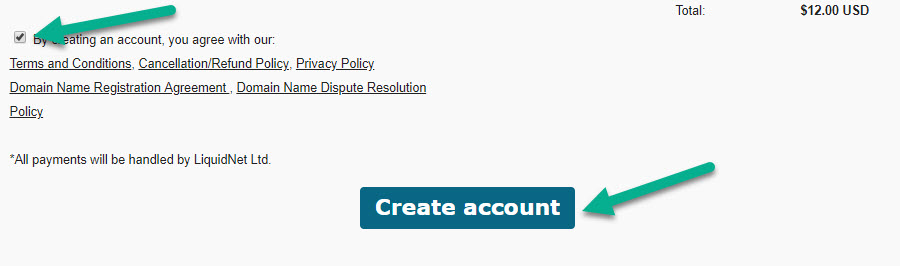 Total: $12.00 USD
By creating an account, you agree with our:
Terms and Conditions, Cancellation/Refund Policy, Privacy Policy
Domain Name Registration Agreement , Domain Name Dispute Resolution
Policy
*All payments will be handled by LiquidNet Ltd.
Create account